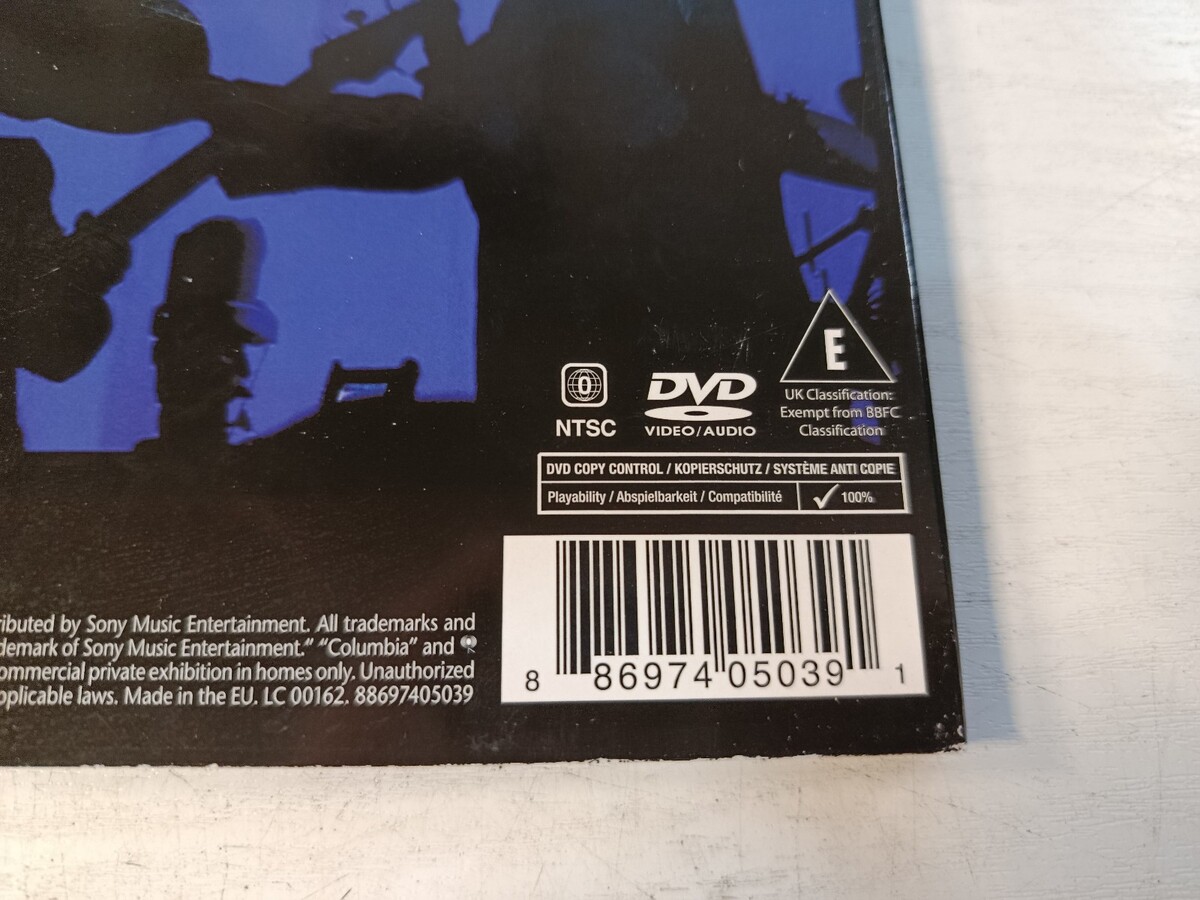 E
0
NTSC
DVD
VIDEO/AUDIO
UK Classification:
Exempt from BBFC
Classification
DVD COPY CONTROL / KOPIERSCHUTZ / SYSTÈME ANTI COPIE
Playability / Abspielbarkeit / Compatibilité
100%
ributed by Sony Music Entertainment. All trademarks and
demark of Sony Music Entertainment." "Columbia" and
ommercial private exhibition in homes only. Unauthorized
pplicable laws. Made in the EU. LC 00162. 88697405039
8 86974 05039 1